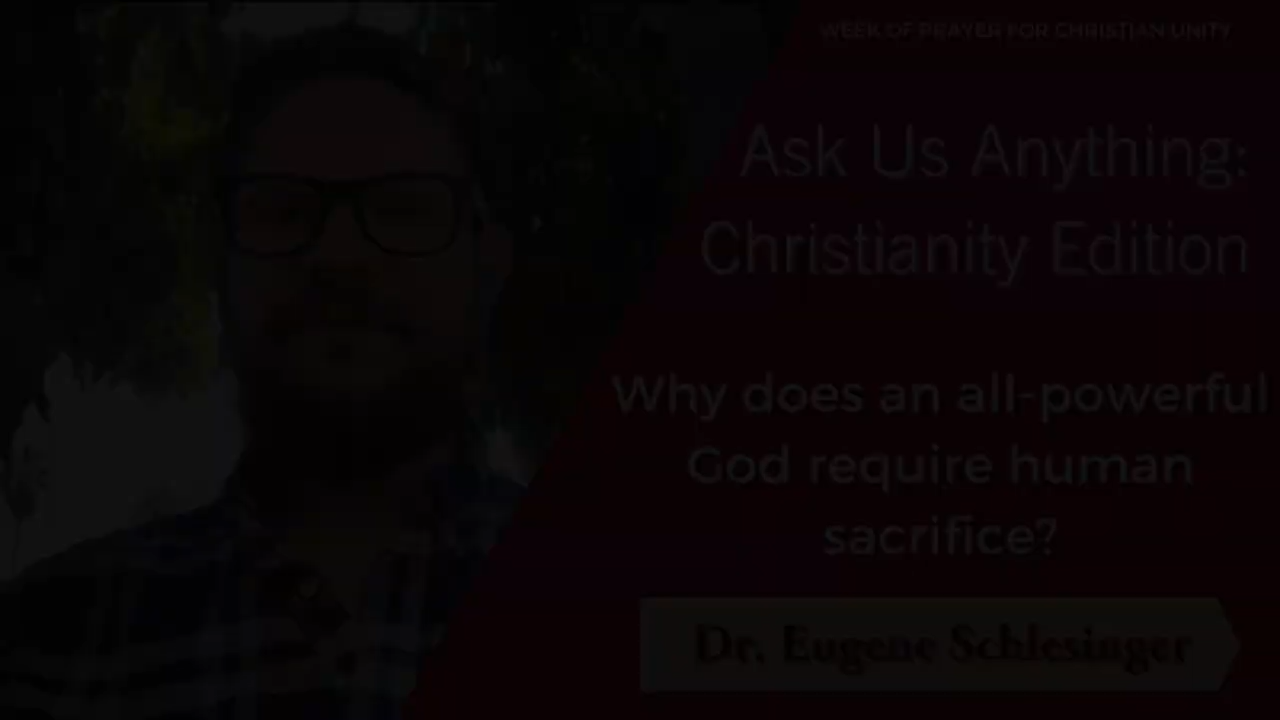 WEEK OF PRAYER FOR CHRISTIAN UNITY
Ask Us Anything:
Christianity Edition
Why does an all-powerful
God require human
sacrifice?
Dr. Eugene Schlesinger